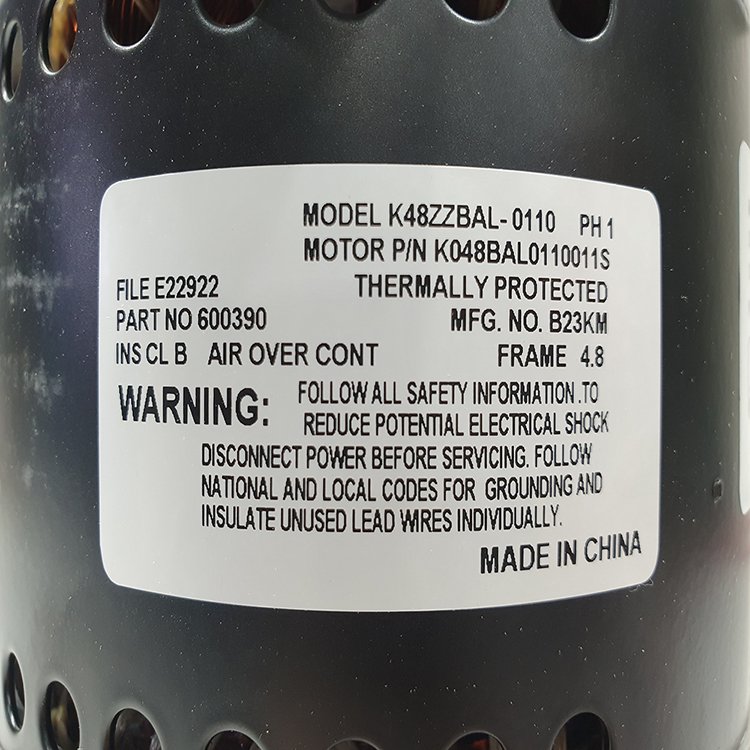 MODEL K48ZZBAL-0110 PH 1
MOTOR P/N K048BAL0110011S
FILE E22922 THERMALLY PROTECTED
PART NO 600390 MFG. NO. B23KM
INS CL B AIR OVER CONT FRAME 4.8
WARNING: FOLLOW ALL SAFETY INFORMATION .TO
REDUCE POTENTIAL ELECTRICAL SHOCK
DISCONNECT POWER BEFORE SERVICING. FOLLOW
NATIONAL AND LOCAL CODES FOR GROUNDING AND
INSULATE UNUSED LEAD WIRES INDIVIDUALLY.
MADE IN CHINA